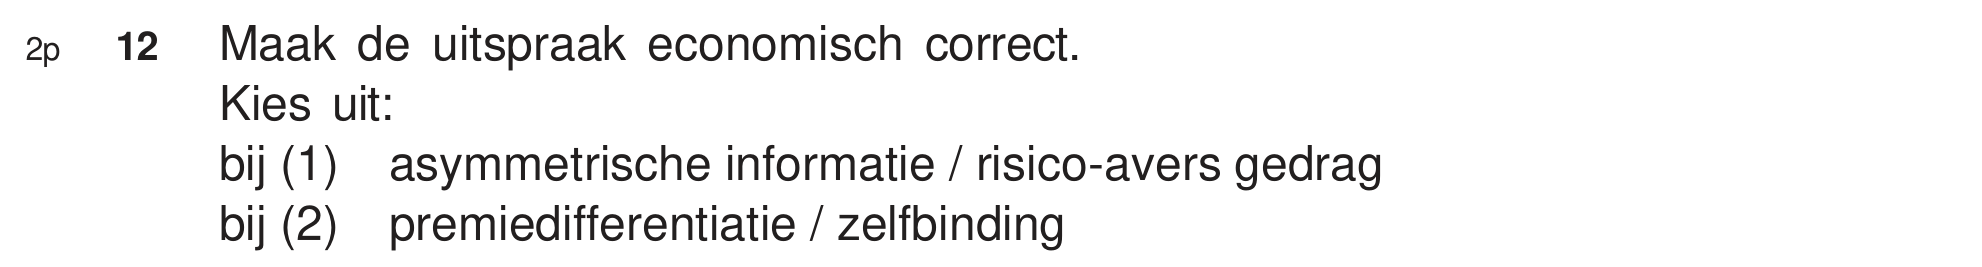 2p 12 Maak de uitspraak economisch correct.
Kies uit:
bij (1) asymmetrische informatie / risico-avers gedrag
bij (2) premiedifferentiatie / zelfbinding